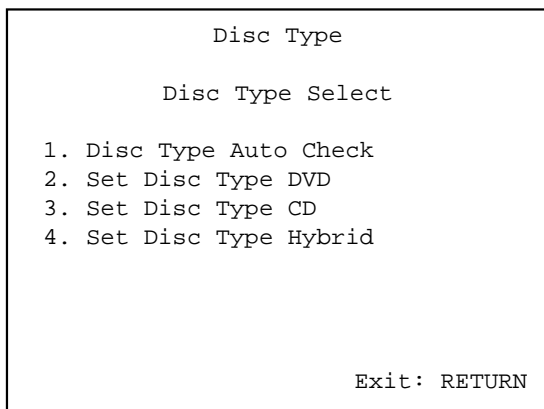 Disc Type
Disc Type Select
1. Disc Type Auto Check
2. Set Disc Type DVD
3. Set Disc Type CD
4. Set Disc Type Hybrid
Exit: RETURN